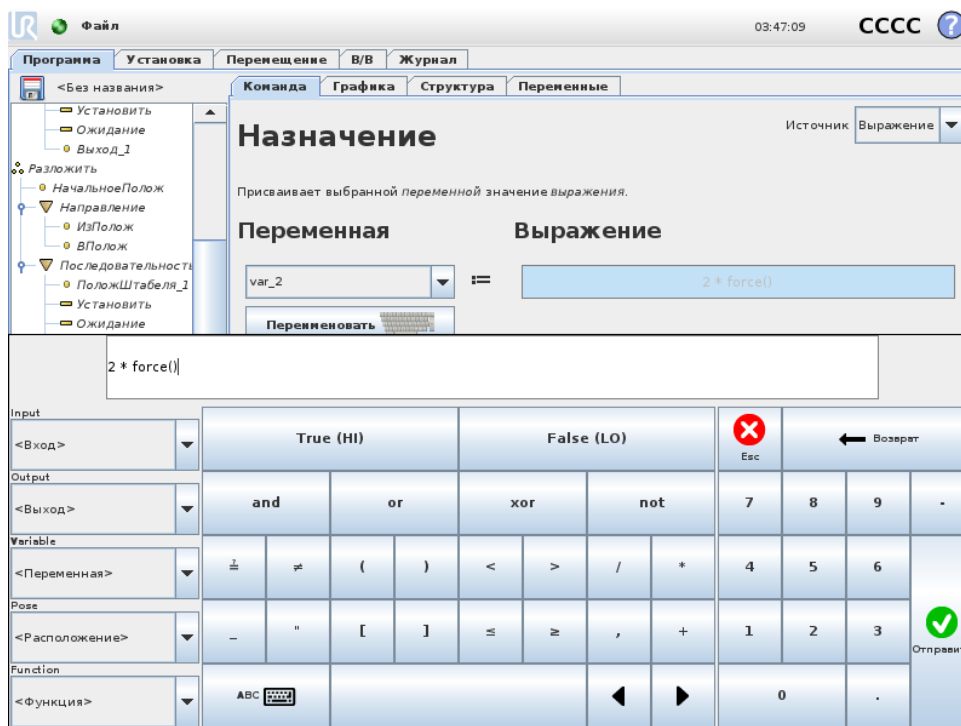 UR Файл 03:47:09 CCCC ?
Программа Установка Перемещение В/В Журнал
<Без названия> Команда Графика Структура Переменные
Установить
Ожидание
Выход_1
Разложить
НачальноеПолож
Направление
ИзПолож
ВПолож
Последовательность
ПоложШтабеля_1
Установить
Ожидание
Назначение
Источник Выражение
Присваивает выбранной переменной значение выражения.
Переменная Выражение
var_2 := 2 * force()
Переименовать
2 * force()
Input
<Вход>
Output
<Выход>
Variable
<Переменная>
Pose
<Расположение>
Function
<Функция>
True (HI) False (LO) Esc Возврат
and or xor not 7 8 9 -
≟ ≠ ( ) < > / * 4 5 6
_ " [ ] ≤ ≥ , + 1 2 3
Отправит
ABC 0 .